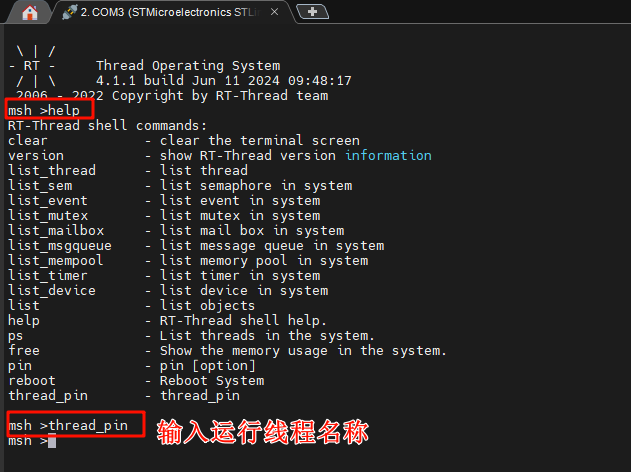 2. COM3 (STMicroelectronics STLi
\ | /
- RT -     Thread Operating System
/ | \     4.1.1 build Jun 11 2024 09:48:17
2006 - 2022 Copyright by RT-Thread team
msh >help
RT-Thread shell commands:
clear            - clear the terminal screen
version          - show RT-Thread version information
list_thread      - list thread
list_sem         - list semaphore in system
list_event       - list event in system
list_mutex       - list mutex in system
list_mailbox     - list mail box in system
list_msgqueue    - list message queue in system
list_mempool     - list memory pool in system
list_timer       - list timer in system
list_device      - list device in system
list             - list objects
help             - RT-Thread shell help.
ps               - List threads in the system.
free             - Show the memory usage in the system.
pin              - pin [option]
reboot           - Reboot System
thread_pin       - thread_pin
msh >thread_pin 输入运行线程名称
msh >